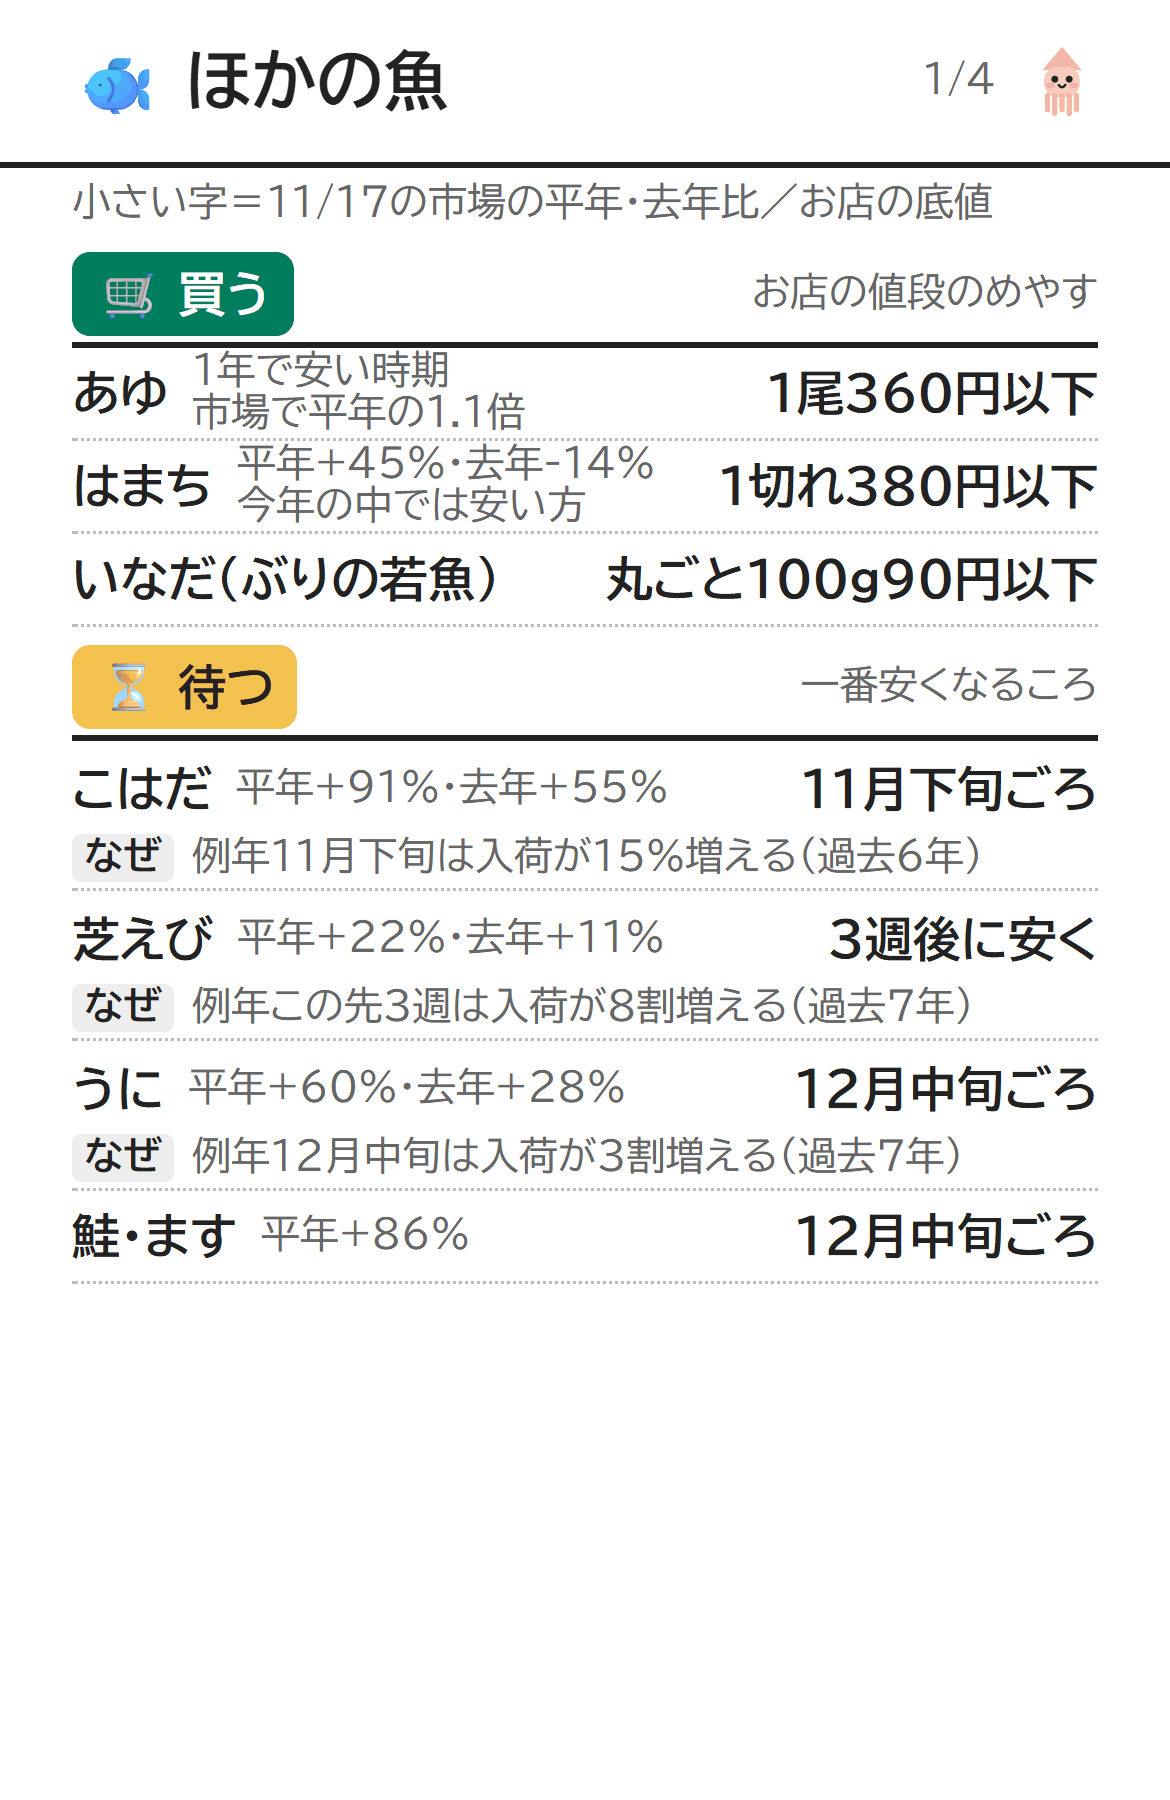 ほかの魚
1/4
小さい字＝11/17の市場の平年・去年比／お店の底値
買う
お店の値段のめやす
あゆ 1年で安い時期
市場で平年の1.1倍
1尾360円以下
はまち 平年+45%・去年-14%
今年の中では安い方
1切れ380円以下
いなだ（ぶりの若魚） 丸ごと100g90円以下
待つ
一番安くなるころ
こはだ 平年+91%・去年+55% 11月下旬ごろ
なぜ 例年11月下旬は入荷が15%増える（過去6年）
芝えび 平年+22%・去年+11% 3週後に安く
なぜ 例年この先3週は入荷が8割増える（過去7年）
うに 平年+60%・去年+28% 12月中旬ごろ
なぜ 例年12月中旬は入荷が3割増える（過去7年）
鮭・ます 平年+86% 12月中旬ごろ